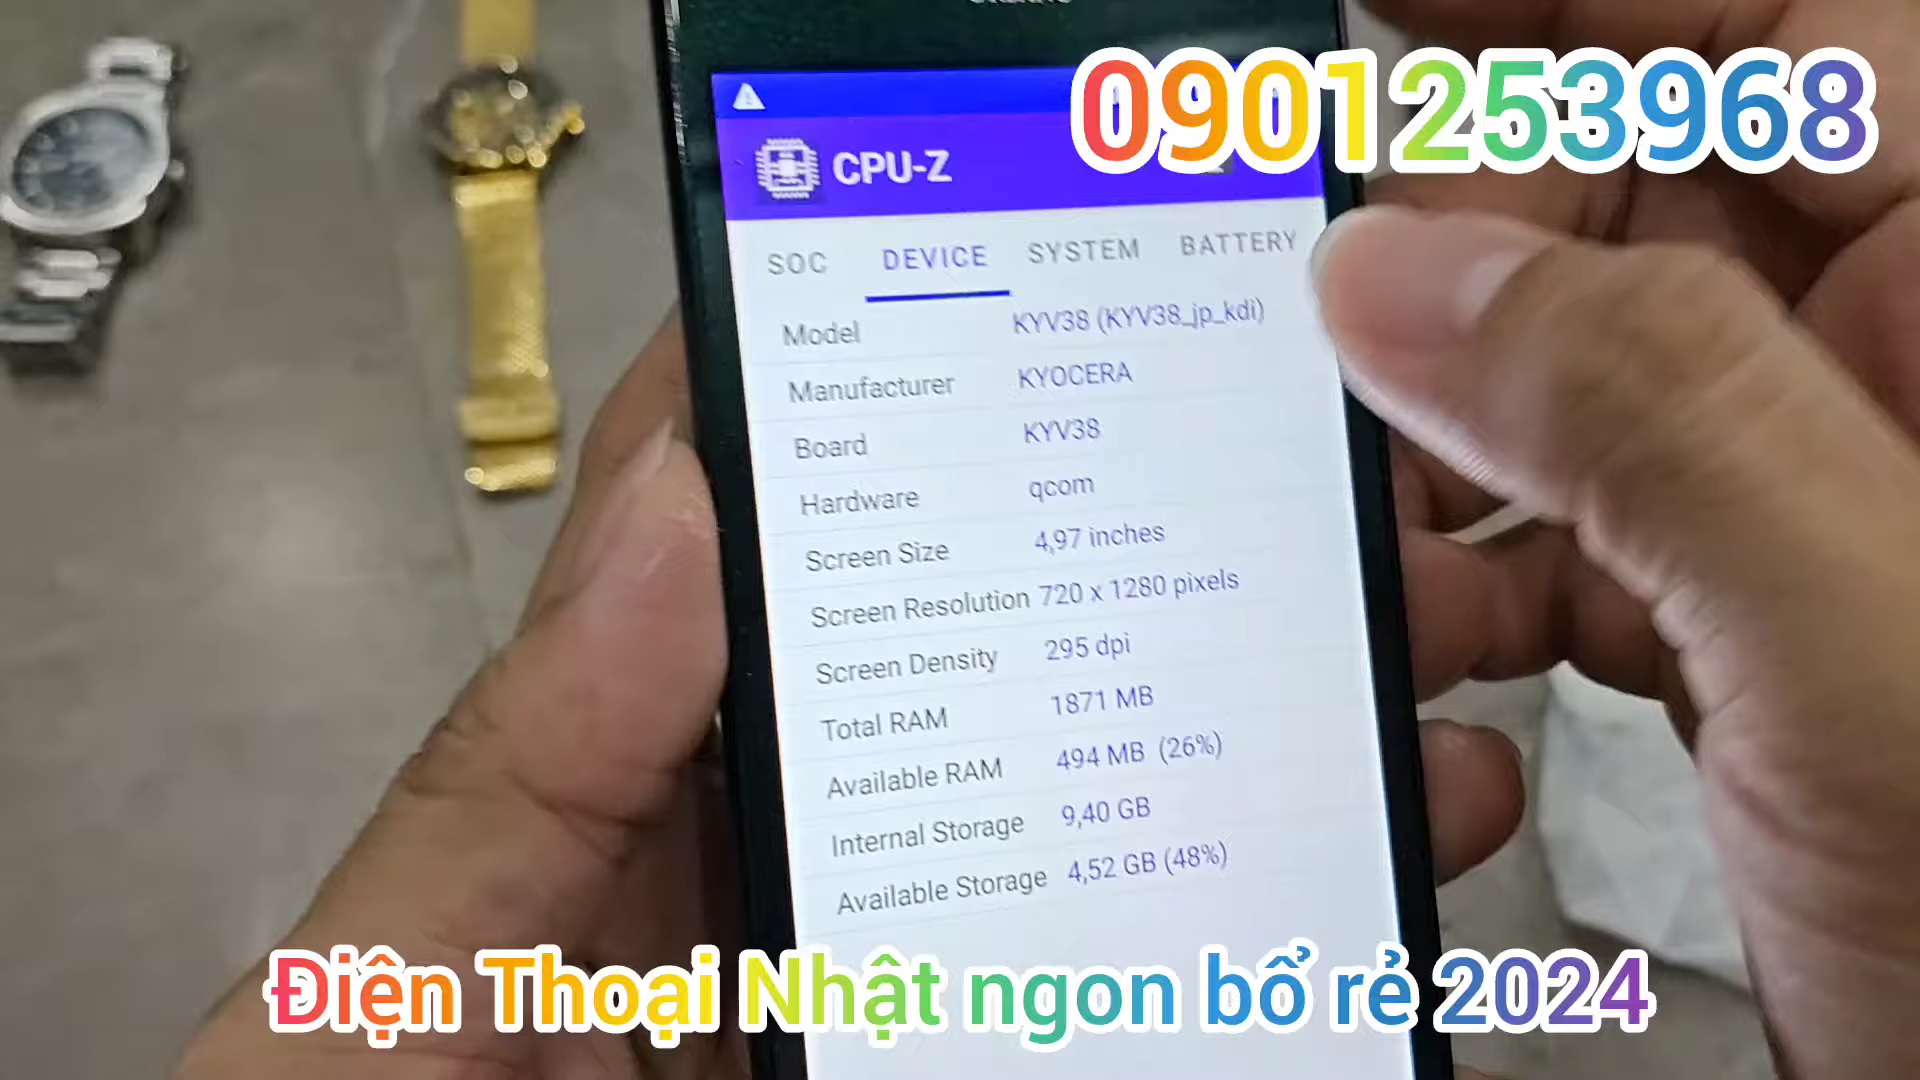 0901253968
CPU-Z
SOC DEVICE SYSTEM BATTERY
Model KYV38 (KYV38_jp_kdi)
Manufacturer KYOCERA
Board KYV38
Hardware qcom
Screen Size 4,97 inches
Screen Resolution 720 x 1280 pixels
Screen Density 295 dpi
Total RAM 1871 MB
Available RAM 494 MB (26%)
Internal Storage 9,40 GB
Available Storage 4,52 GB (48%)
Điện Thoại Nhật ngon bổ rẻ 2024